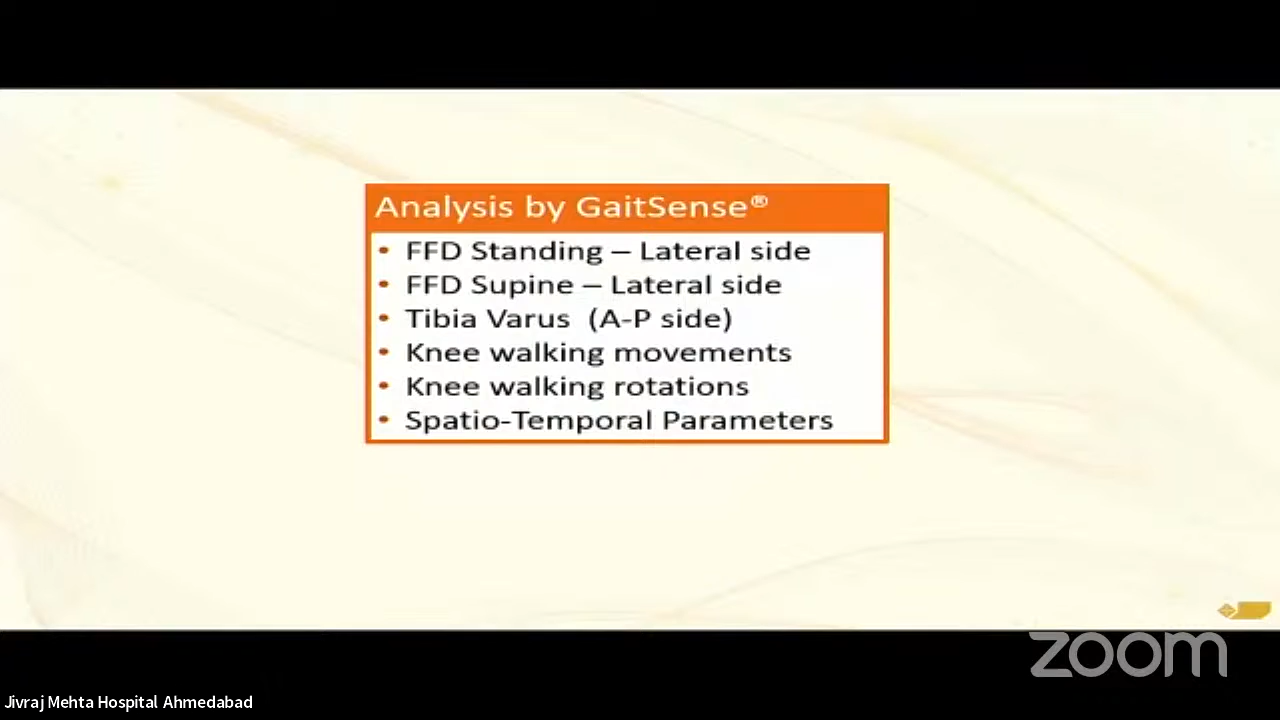 Analysis by GaitSense®
• FFD Standing – Lateral side
• FFD Supine – Lateral side
• Tibia Varus (A-P side)
• Knee walking movements
• Knee walking rotations
• Spatio-Temporal Parameters
zoom
Jivraj Mehta Hospital Ahmedabad